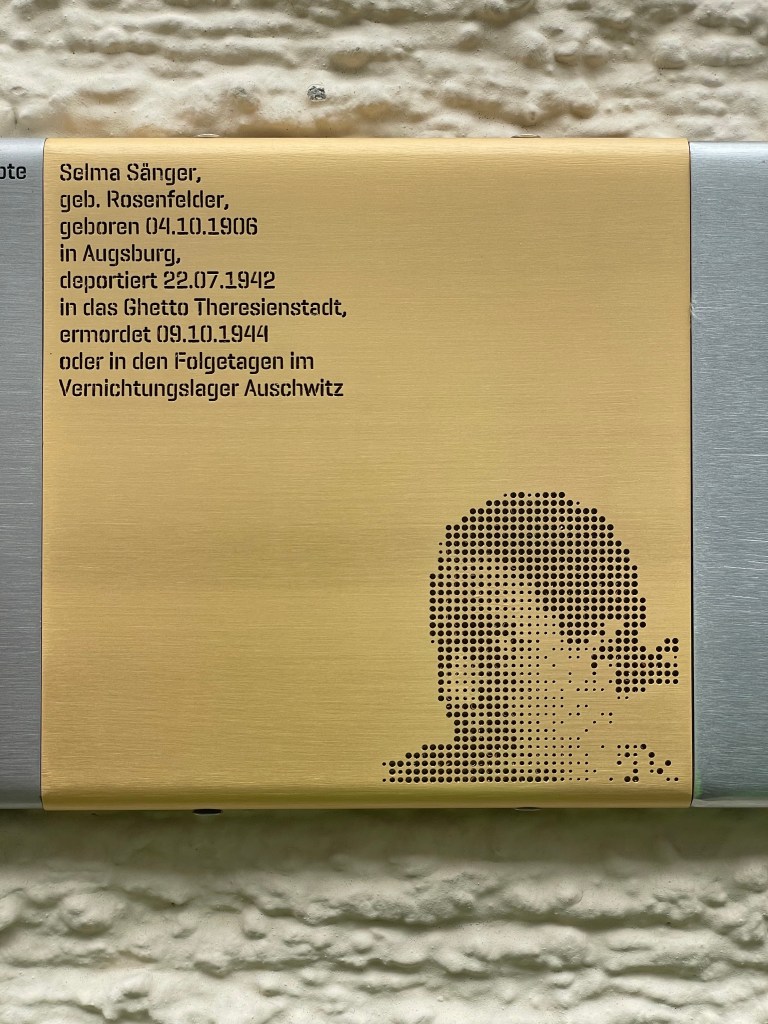 Selma Sänger,
geb. Rosenfelder,
geboren 04.10.1906
in Augsburg,
deportiert 22.07.1942
in das Ghetto Theresienstadt,
ermordet 09.10.1944
oder in den Folgetagen im
Vernichtungslager Auschwitz